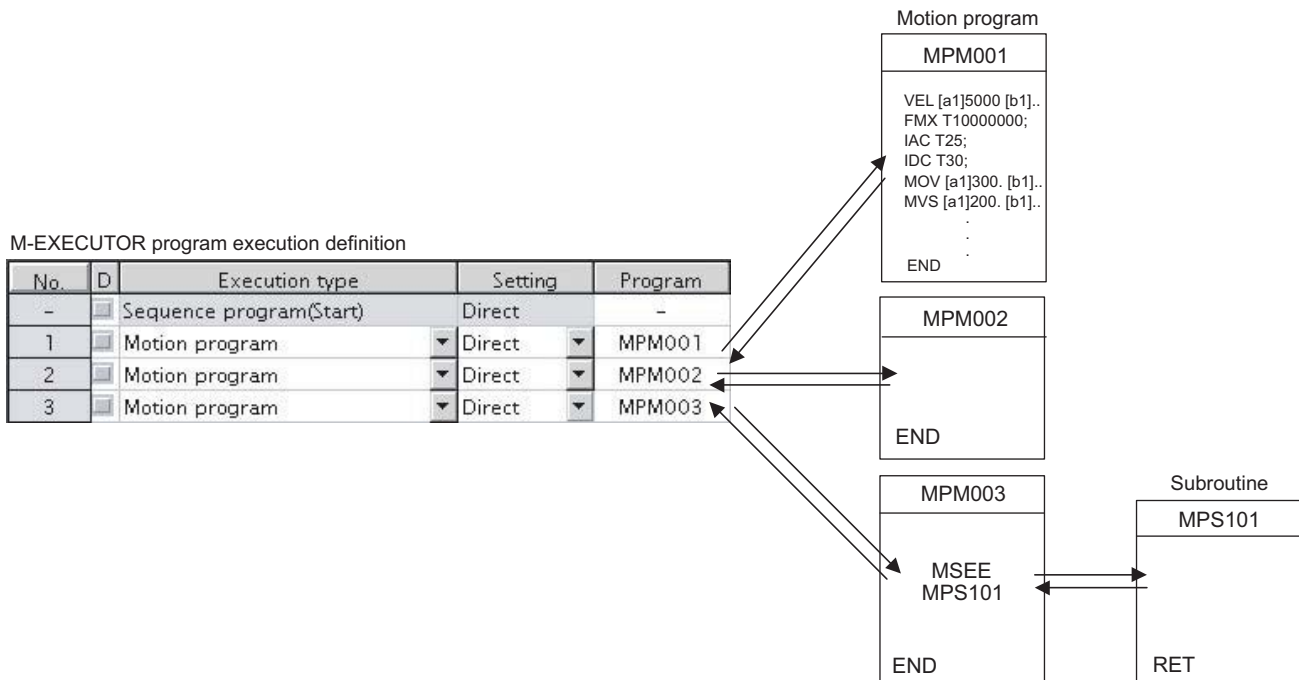 Motion program
MPM001
VEL [a1]5000 [b1]..
FMX T10000000;
IAC T25;
IDC T30;
MOV [a1]300. [b1]..
MVS [a1]200. [b1]..
.
.
.
END
M-EXECUTOR program execution definition
No. D Execution type Setting Program
- Sequence program(Start) Direct -
1 Motion program Direct MPM001
2 Motion program Direct MPM002
3 Motion program Direct MPM003
MPM002
END
MPM003
MSEE
MPS101
END
Subroutine
MPS101
RET